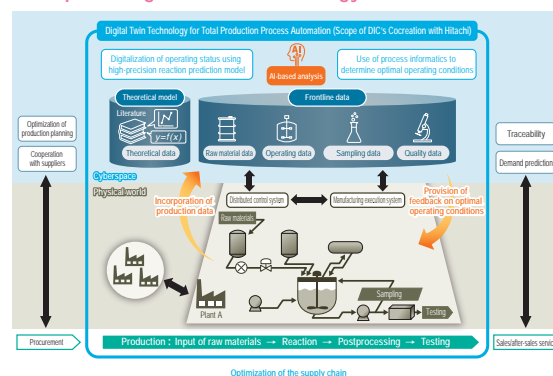 Digital Twin Technology for Total Production Process Automation (Scope of DIC's Cocreation with Hitachi)
Digitalization of operating status using
high-precision reaction prediction model
AI
AI-based analysis
Use of process informatics to
determine optimal operating conditions
Theoretical model
Literature
y=f(x)
Theoretical data
Frontline data
Raw material data
Operating data
Sampling data
Quality data
Optimization of
production planning
Cooperation
with suppliers
Traceability
Demand prediction
Cyberspace
Physical world
Incorporation of
production data
Distributed control system
Manufacturing execution system
Provision of
feedback on optimal
operating conditions
Raw materials
Plant A
Sampling
Testing
Procurement
Production : Input of raw materials → Reaction → Postprocessing → Testing
Sales/after-sales service
Optimization of the supply chain